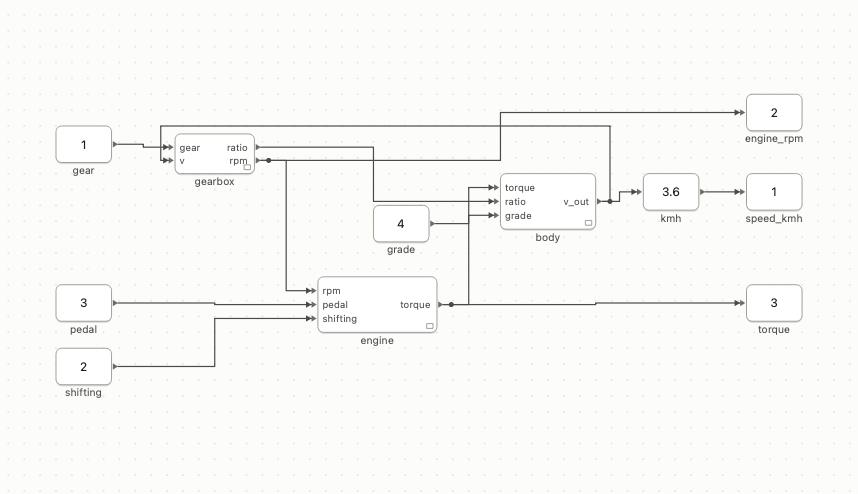 1
gear
gear
v
ratio
rpm
gearbox
2
engine_rpm
torque
ratio
grade
v_out
body
3.6
kmh
1
speed_kmh
4
grade
3
pedal
rpm
pedal
shifting
torque
engine
3
torque
2
shifting